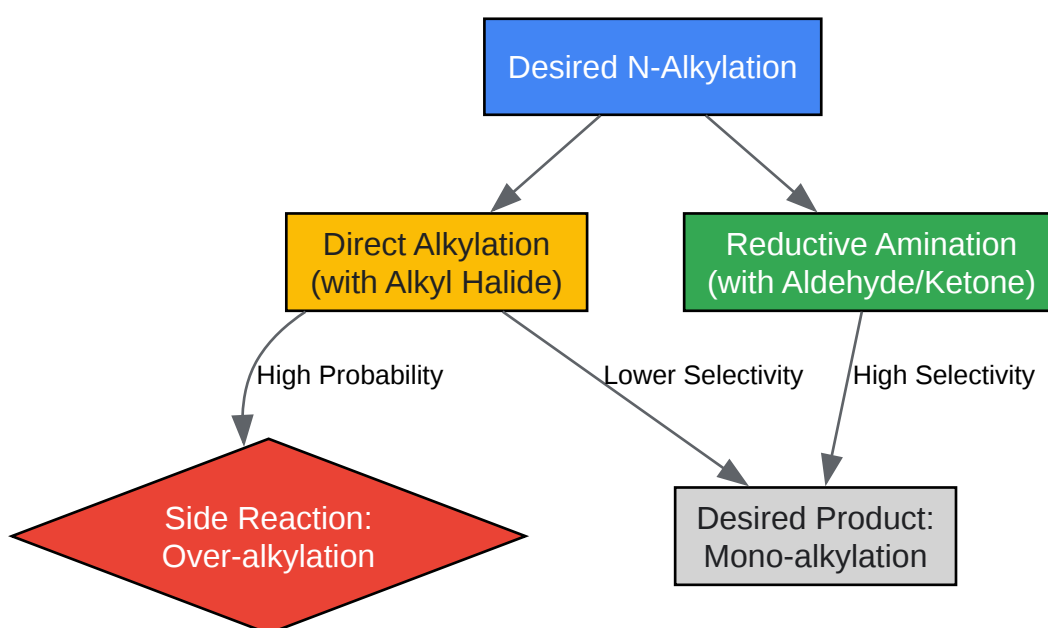 Desired N-Alkylation
Direct Alkylation
(with Alkyl Halide)
Reductive Amination
(with Aldehyde/Ketone)
High Probability
Lower Selectivity
High Selectivity
Side Reaction:
Over-alkylation
Desired Product:
Mono-alkylation